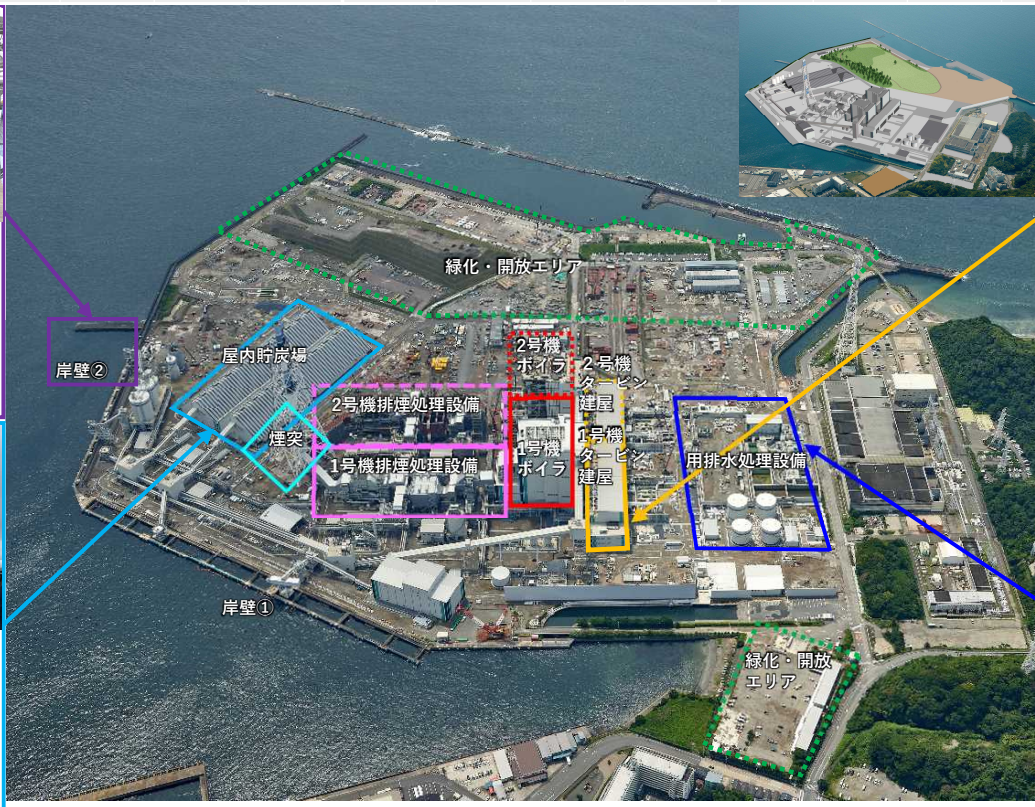 緑化・開放エリア
屋内貯炭場
岸壁②
2号機
ボイラ
2号機
タービン
建屋
2号機排煙処理設備
煙突
1号機排煙処理設備
1号機
ボイラ
1号機
タービン
建屋
用排水処理設備
岸壁①
緑化・開放
エリア